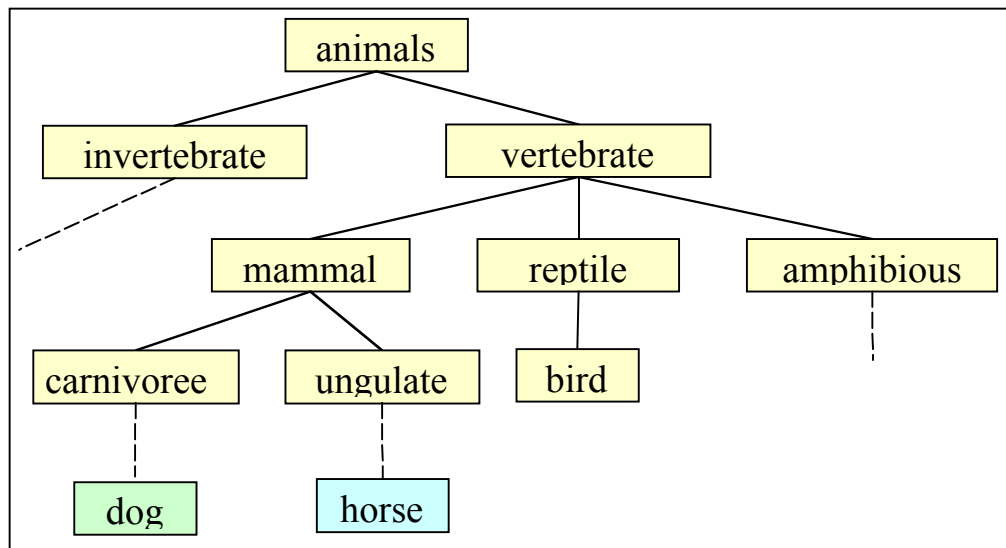 animals
invertebrate
vertebrate
mammal
reptile
amphibious
carnivoree
ungulate
bird
dog
horse